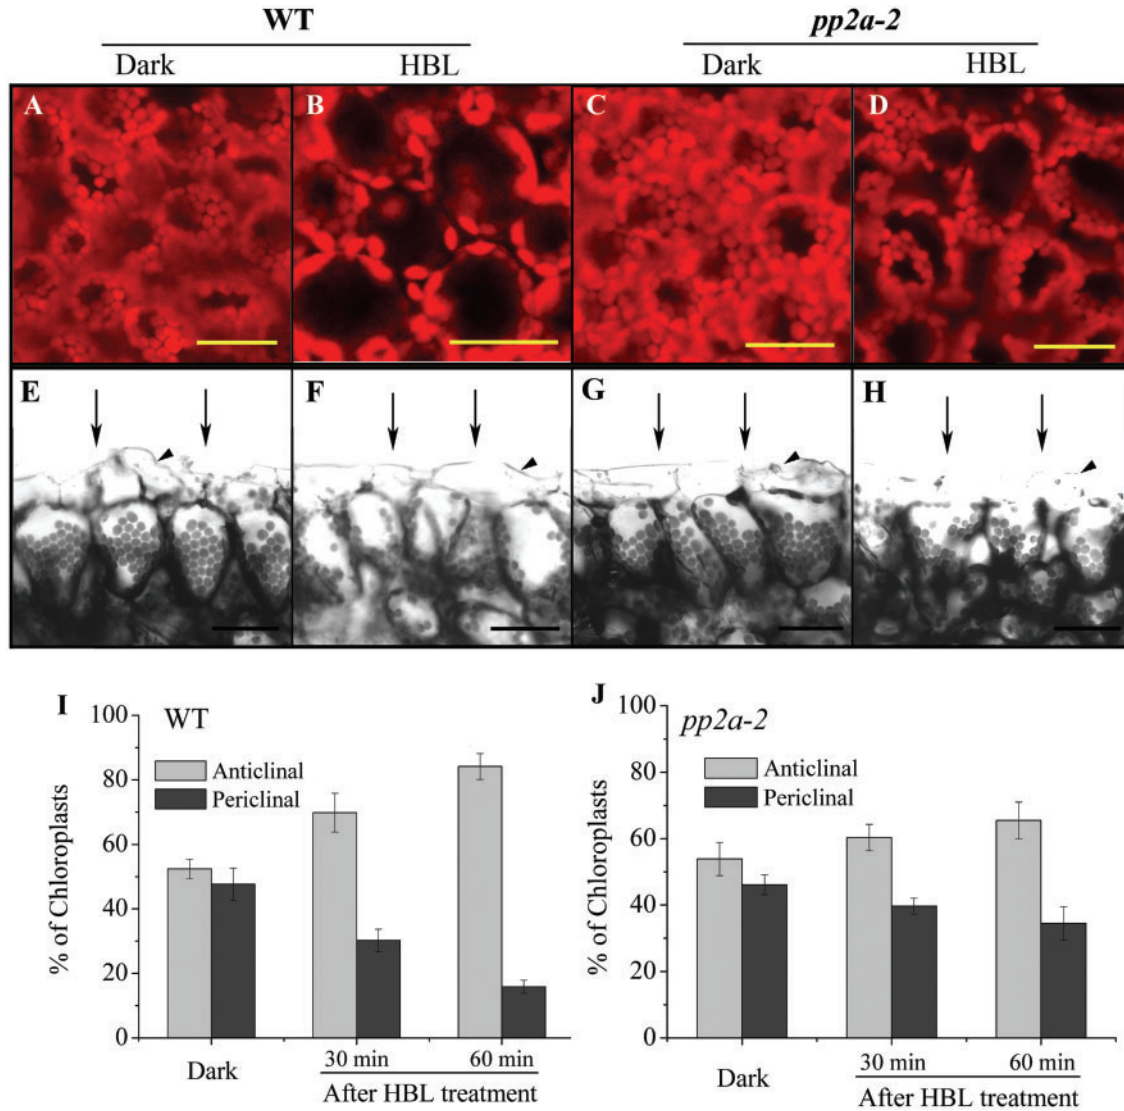 WT pp2a-2
Dark HBL Dark HBL
A B C D
E F G H
I WT
100
80
60
40
20
0
% of Chloroplasts
Anticlinal
Periclinal
Dark 30 min 60 min
After HBL treatment
J pp2a-2
100
80
60
40
20
0
% of Chloroplasts
Anticlinal
Periclinal
Dark 30 min 60 min
After HBL treatment